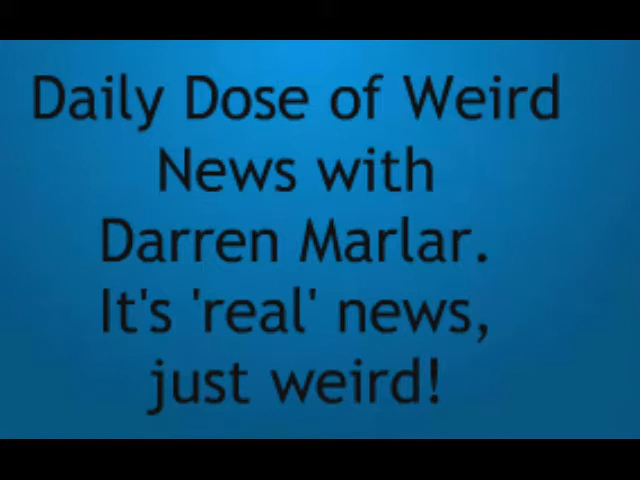 Daily Dose of Weird
News with
Darren Marlar.
It's 'real' news,
just weird!